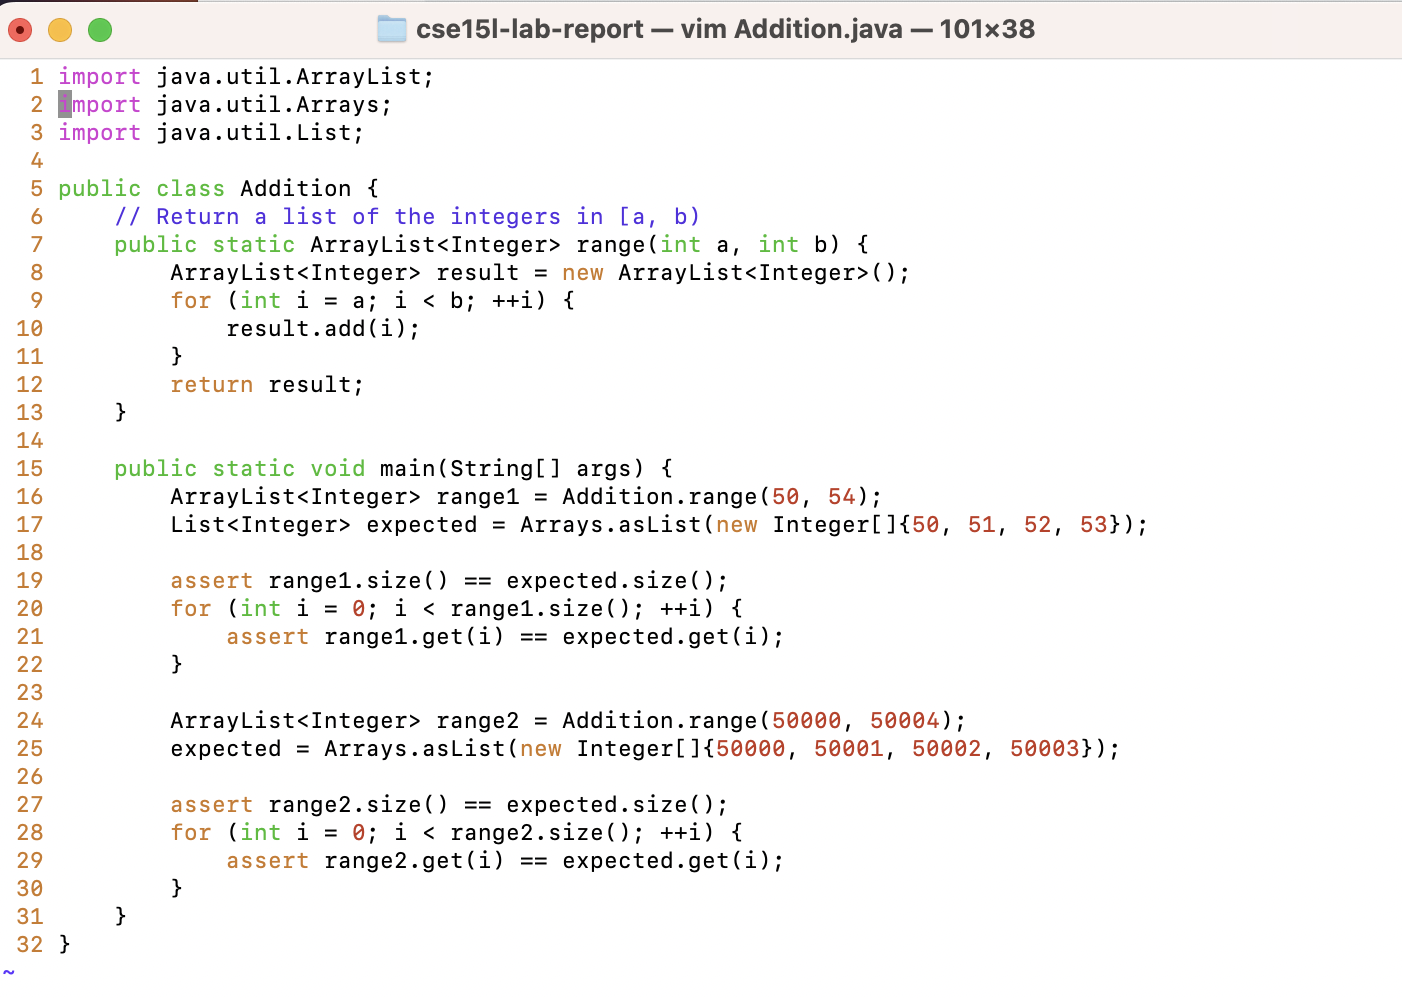 cse15l-lab-report — vim Addition.java — 101×38
1 import java.util.ArrayList;
2 import java.util.Arrays;
3 import java.util.List;
4
5 public class Addition {
6     // Return a list of the integers in [a, b)
7     public static ArrayList<Integer> range(int a, int b) {
8         ArrayList<Integer> result = new ArrayList<Integer>();
9         for (int i = a; i < b; ++i) {
10             result.add(i);
11         }
12         return result;
13     }
14
15     public static void main(String[] args) {
16         ArrayList<Integer> range1 = Addition.range(50, 54);
17         List<Integer> expected = Arrays.asList(new Integer[]{50, 51, 52, 53});
18
19         assert range1.size() == expected.size();
20         for (int i = 0; i < range1.size(); ++i) {
21             assert range1.get(i) == expected.get(i);
22         }
23
24         ArrayList<Integer> range2 = Addition.range(50000, 50004);
25         expected = Arrays.asList(new Integer[]{50000, 50001, 50002, 50003});
26
27         assert range2.size() == expected.size();
28         for (int i = 0; i < range2.size(); ++i) {
29             assert range2.get(i) == expected.get(i);
30         }
31     }
32 }
~